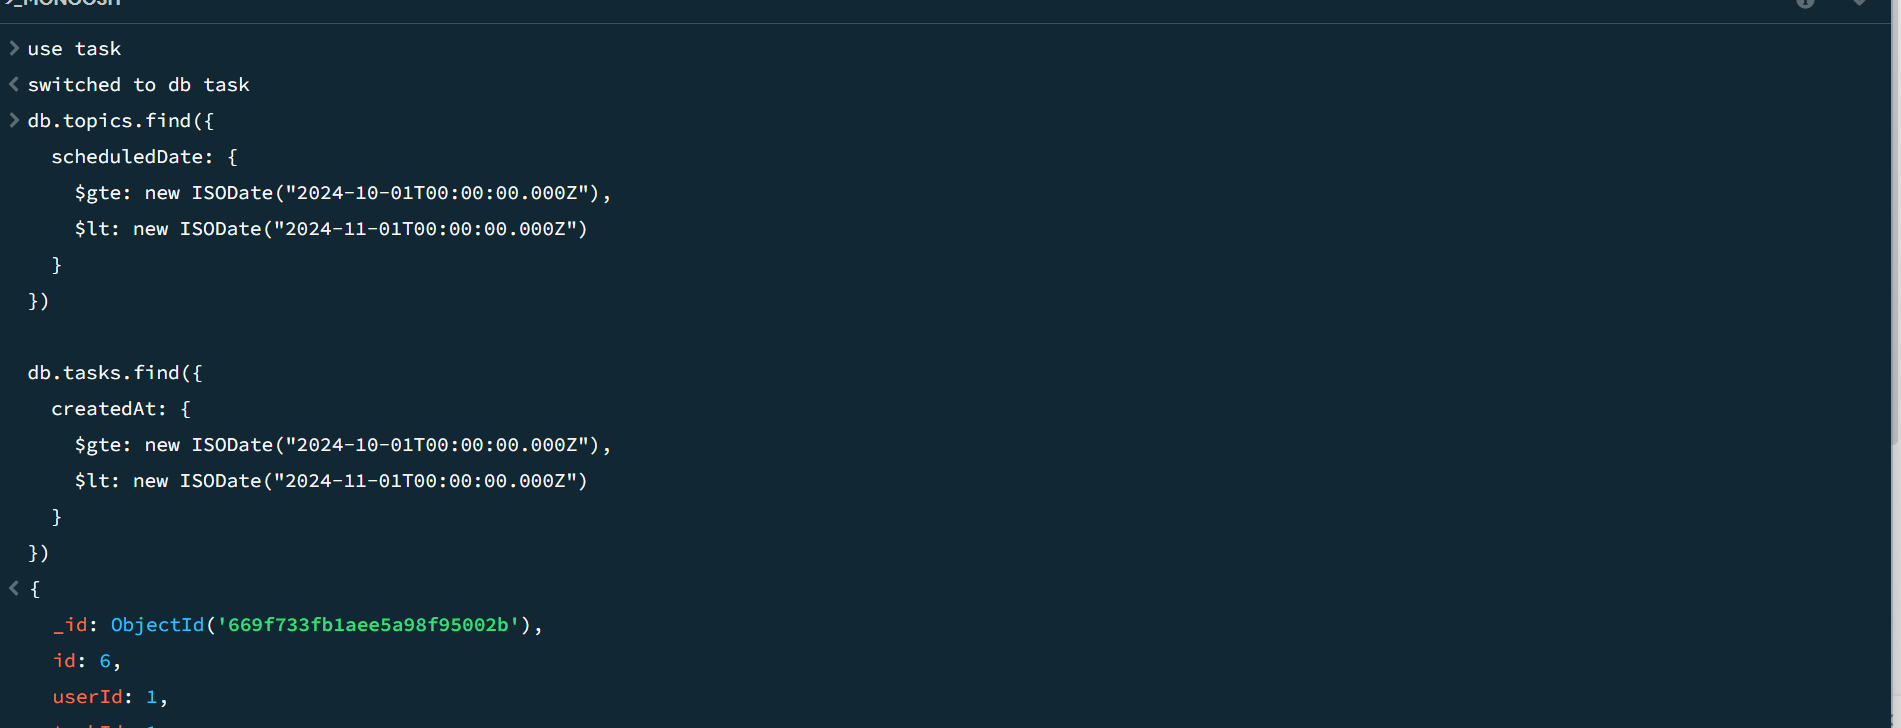 >_MONGOSH
> use task
< switched to db task
> db.topics.find({
scheduledDate: {
$gte: new ISODate("2024-10-01T00:00:00.000Z"),
$lt: new ISODate("2024-11-01T00:00:00.000Z")
}
})
db.tasks.find({
createdAt: {
$gte: new ISODate("2024-10-01T00:00:00.000Z"),
$lt: new ISODate("2024-11-01T00:00:00.000Z")
}
})
< {
_id: ObjectId('669f733fb1aee5a98f95002b'),
id: 6,
userId: 1,